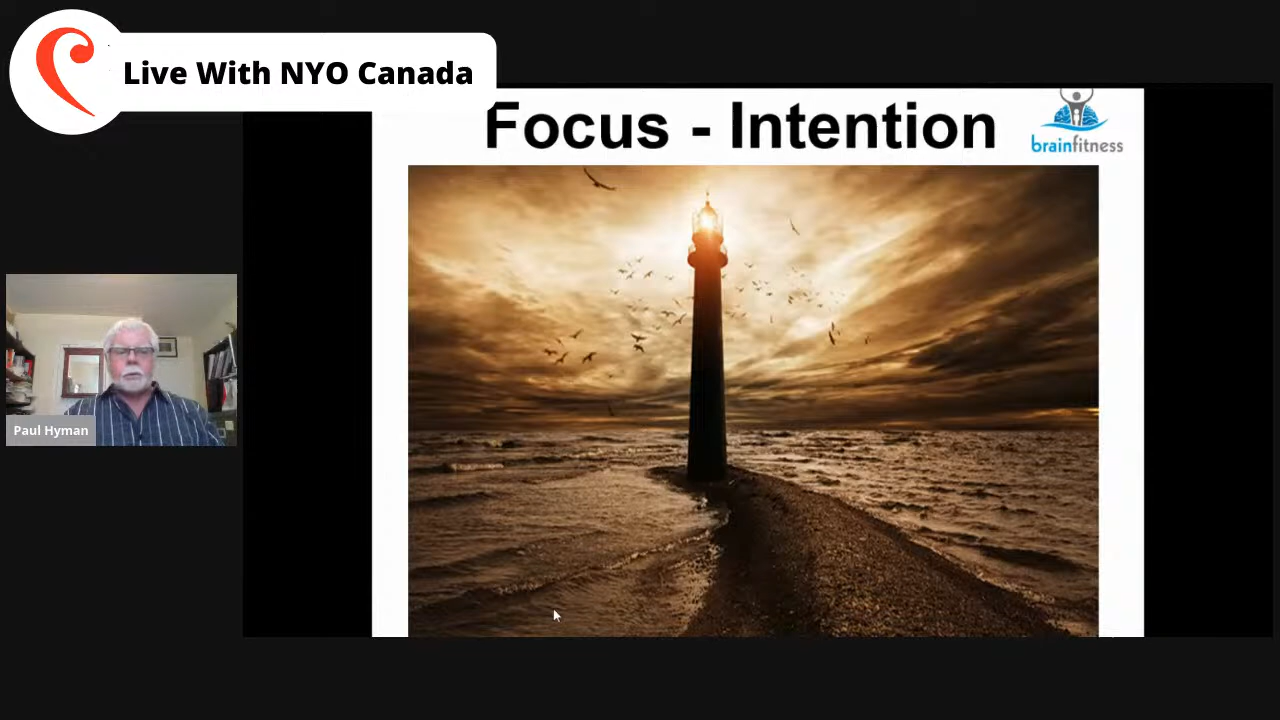 Live With NYO Canada
Focus - Intention
brainfitness
Paul Hyman